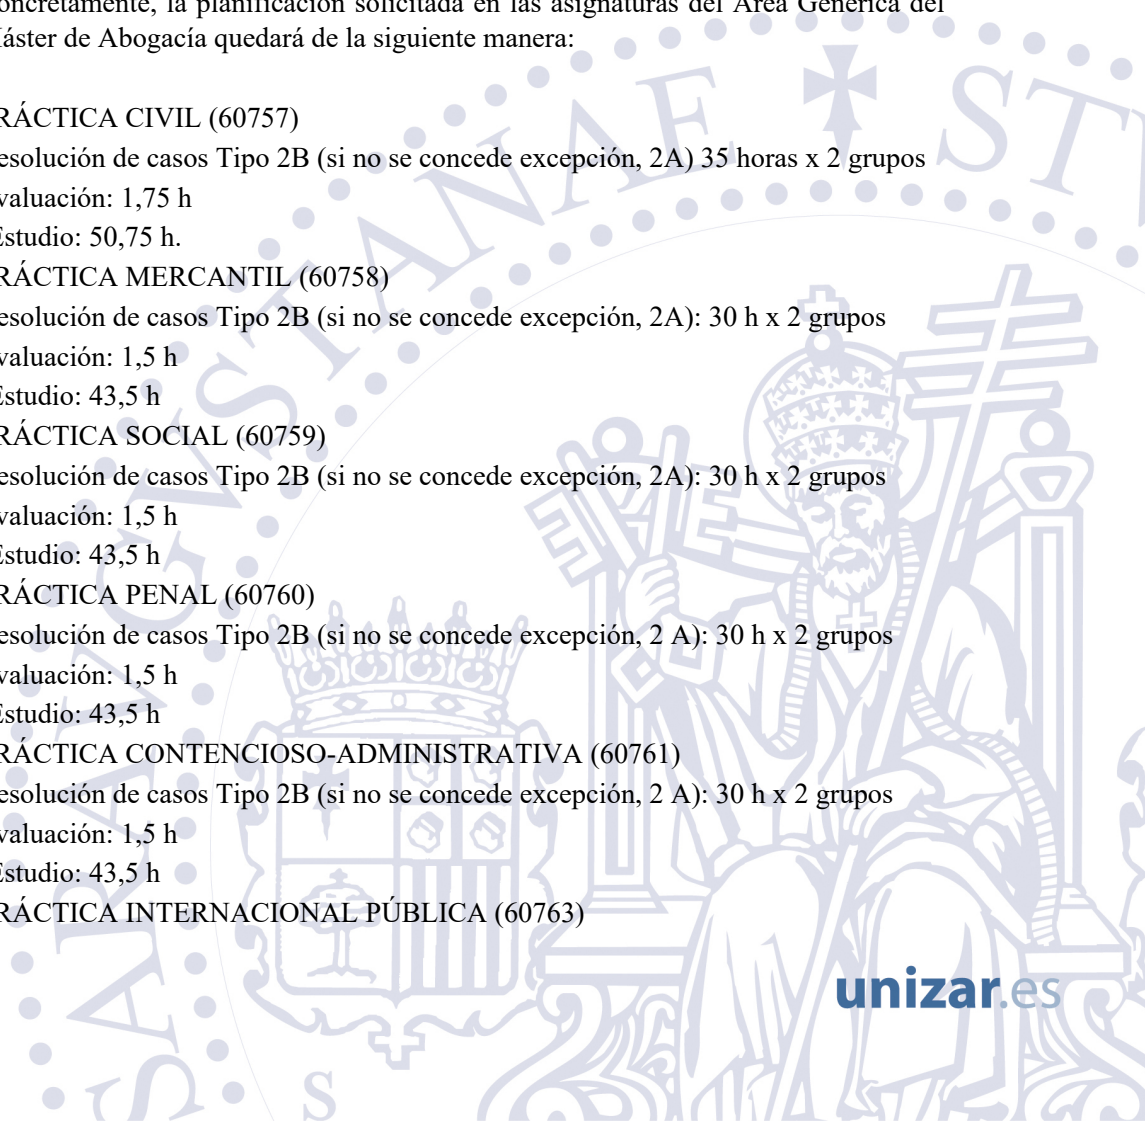 oncretamente, la planificación solicitada en las asignaturas del Área Genérica del
láster de Abogacía quedará de la siguiente manera:
RÁCTICA CIVIL (60757)
esolución de casos Tipo 2B (si no se concede excepción, 2A) 35 horas x 2 grupos
valuación: 1,75 h
Estudio: 50,75 h.
RÁCTICA MERCANTIL (60758)
esolución de casos Tipo 2B (si no se concede excepción, 2A): 30 h x 2 grupos
valuación: 1,5 h
Estudio: 43,5 h
RÁCTICA SOCIAL (60759)
esolución de casos Tipo 2B (si no se concede excepción, 2A): 30 h x 2 grupos
valuación: 1,5 h
Estudio: 43,5 h
RÁCTICA PENAL (60760)
esolución de casos Tipo 2B (si no se concede excepción, 2 A): 30 h x 2 grupos
valuación: 1,5 h
Estudio: 43,5 h
RÁCTICA CONTENCIOSO-ADMINISTRATIVA (60761)
esolución de casos Tipo 2B (si no se concede excepción, 2 A): 30 h x 2 grupos
valuación: 1,5 h
Estudio: 43,5 h
RÁCTICA INTERNACIONAL PÚBLICA (60763)
unizar.es